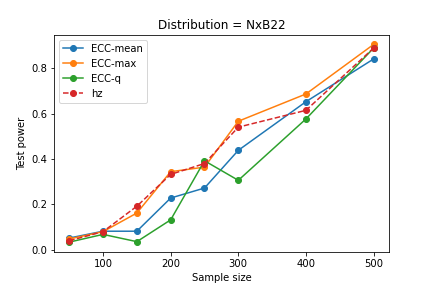 Distribution = NxB22
ECC-mean
ECC-max
ECC-q
hz
Test power
0.8
0.6
0.4
0.2
0.0
100 200 300 400 500
Sample size